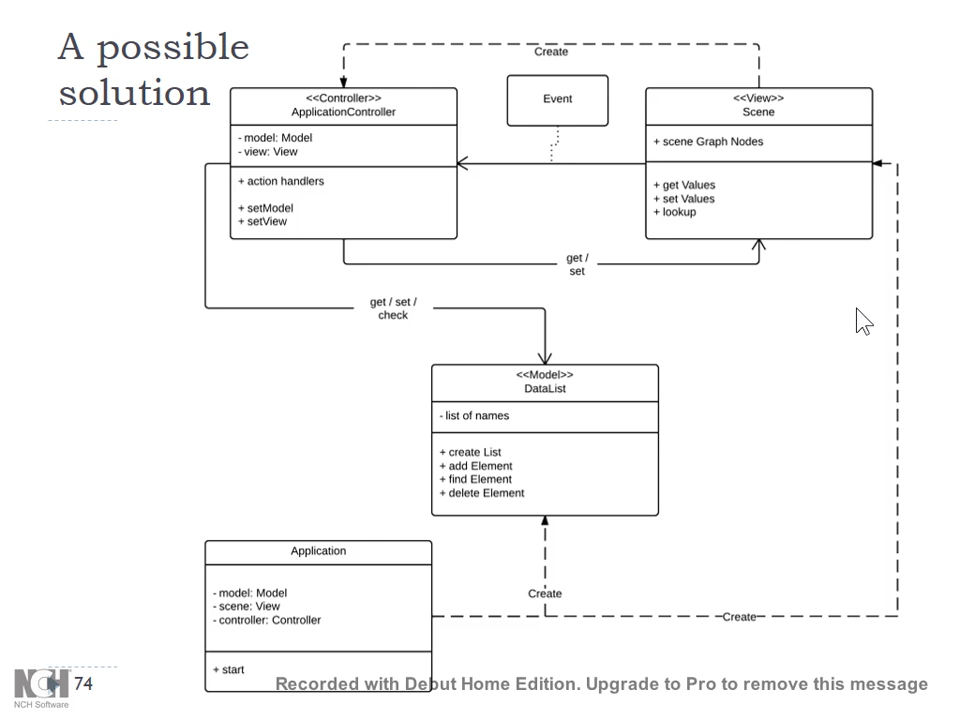 A possible
solution
Create
<<Controller>>
ApplicationController
- model: Model
- view: View
+ action handlers
+ setModel
+ setView
Event
<<View>>
Scene
+ scene Graph Nodes
+ get Values
+ set Values
+ lookup
get /
set
get / set /
check
<<Model>>
DataList
- list of names
+ create List
+ add Element
+ find Element
+ delete Element
Application
- model: Model
- scene: View
- controller: Controller
+ start
Create
Create
NCH
NCH Software
74
Recorded with Debut Home Edition. Upgrade to Pro to remove this message